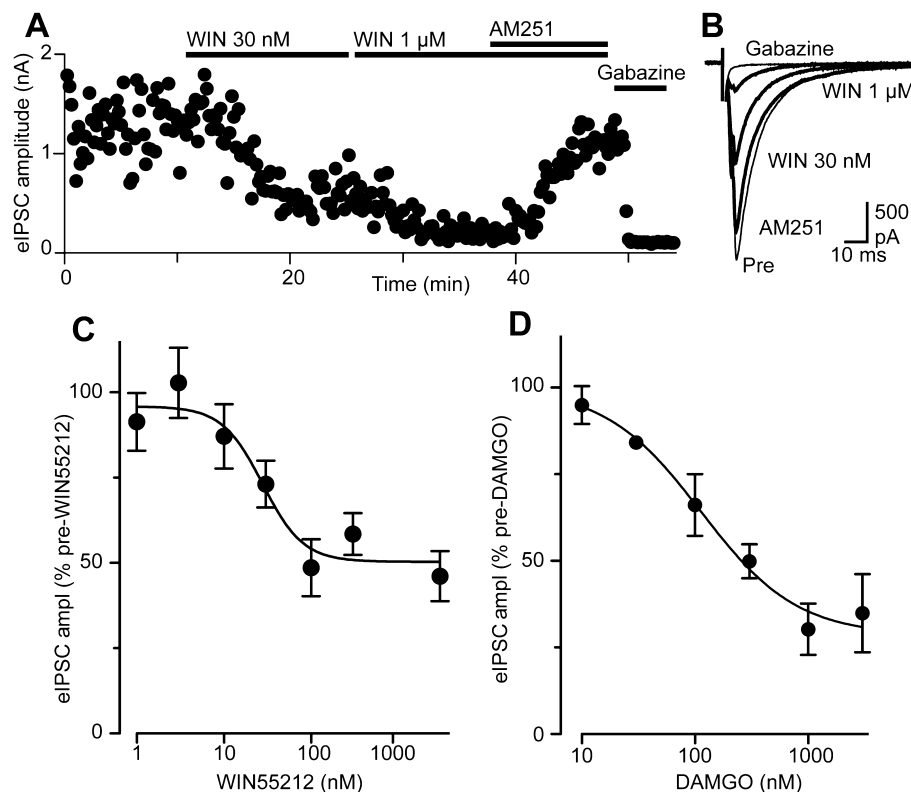 A
WIN 30 nM
WIN 1 µM
AM251
Gabazine
eIPSC amplitude (nA)
2
1
0
0
20
40
Time (min)
B
Gabazine
WIN 1 µM
WIN 30 nM
AM251
Pre
500
pA
10 ms
C
eIPSC ampl (% pre-WIN55212)
100
50
0
1
10
100
1000
WIN55212 (nM)
D
eIPSC ampl (% pre-DAMGO)
100
50
0
10
100
1000
DAMGO (nM)